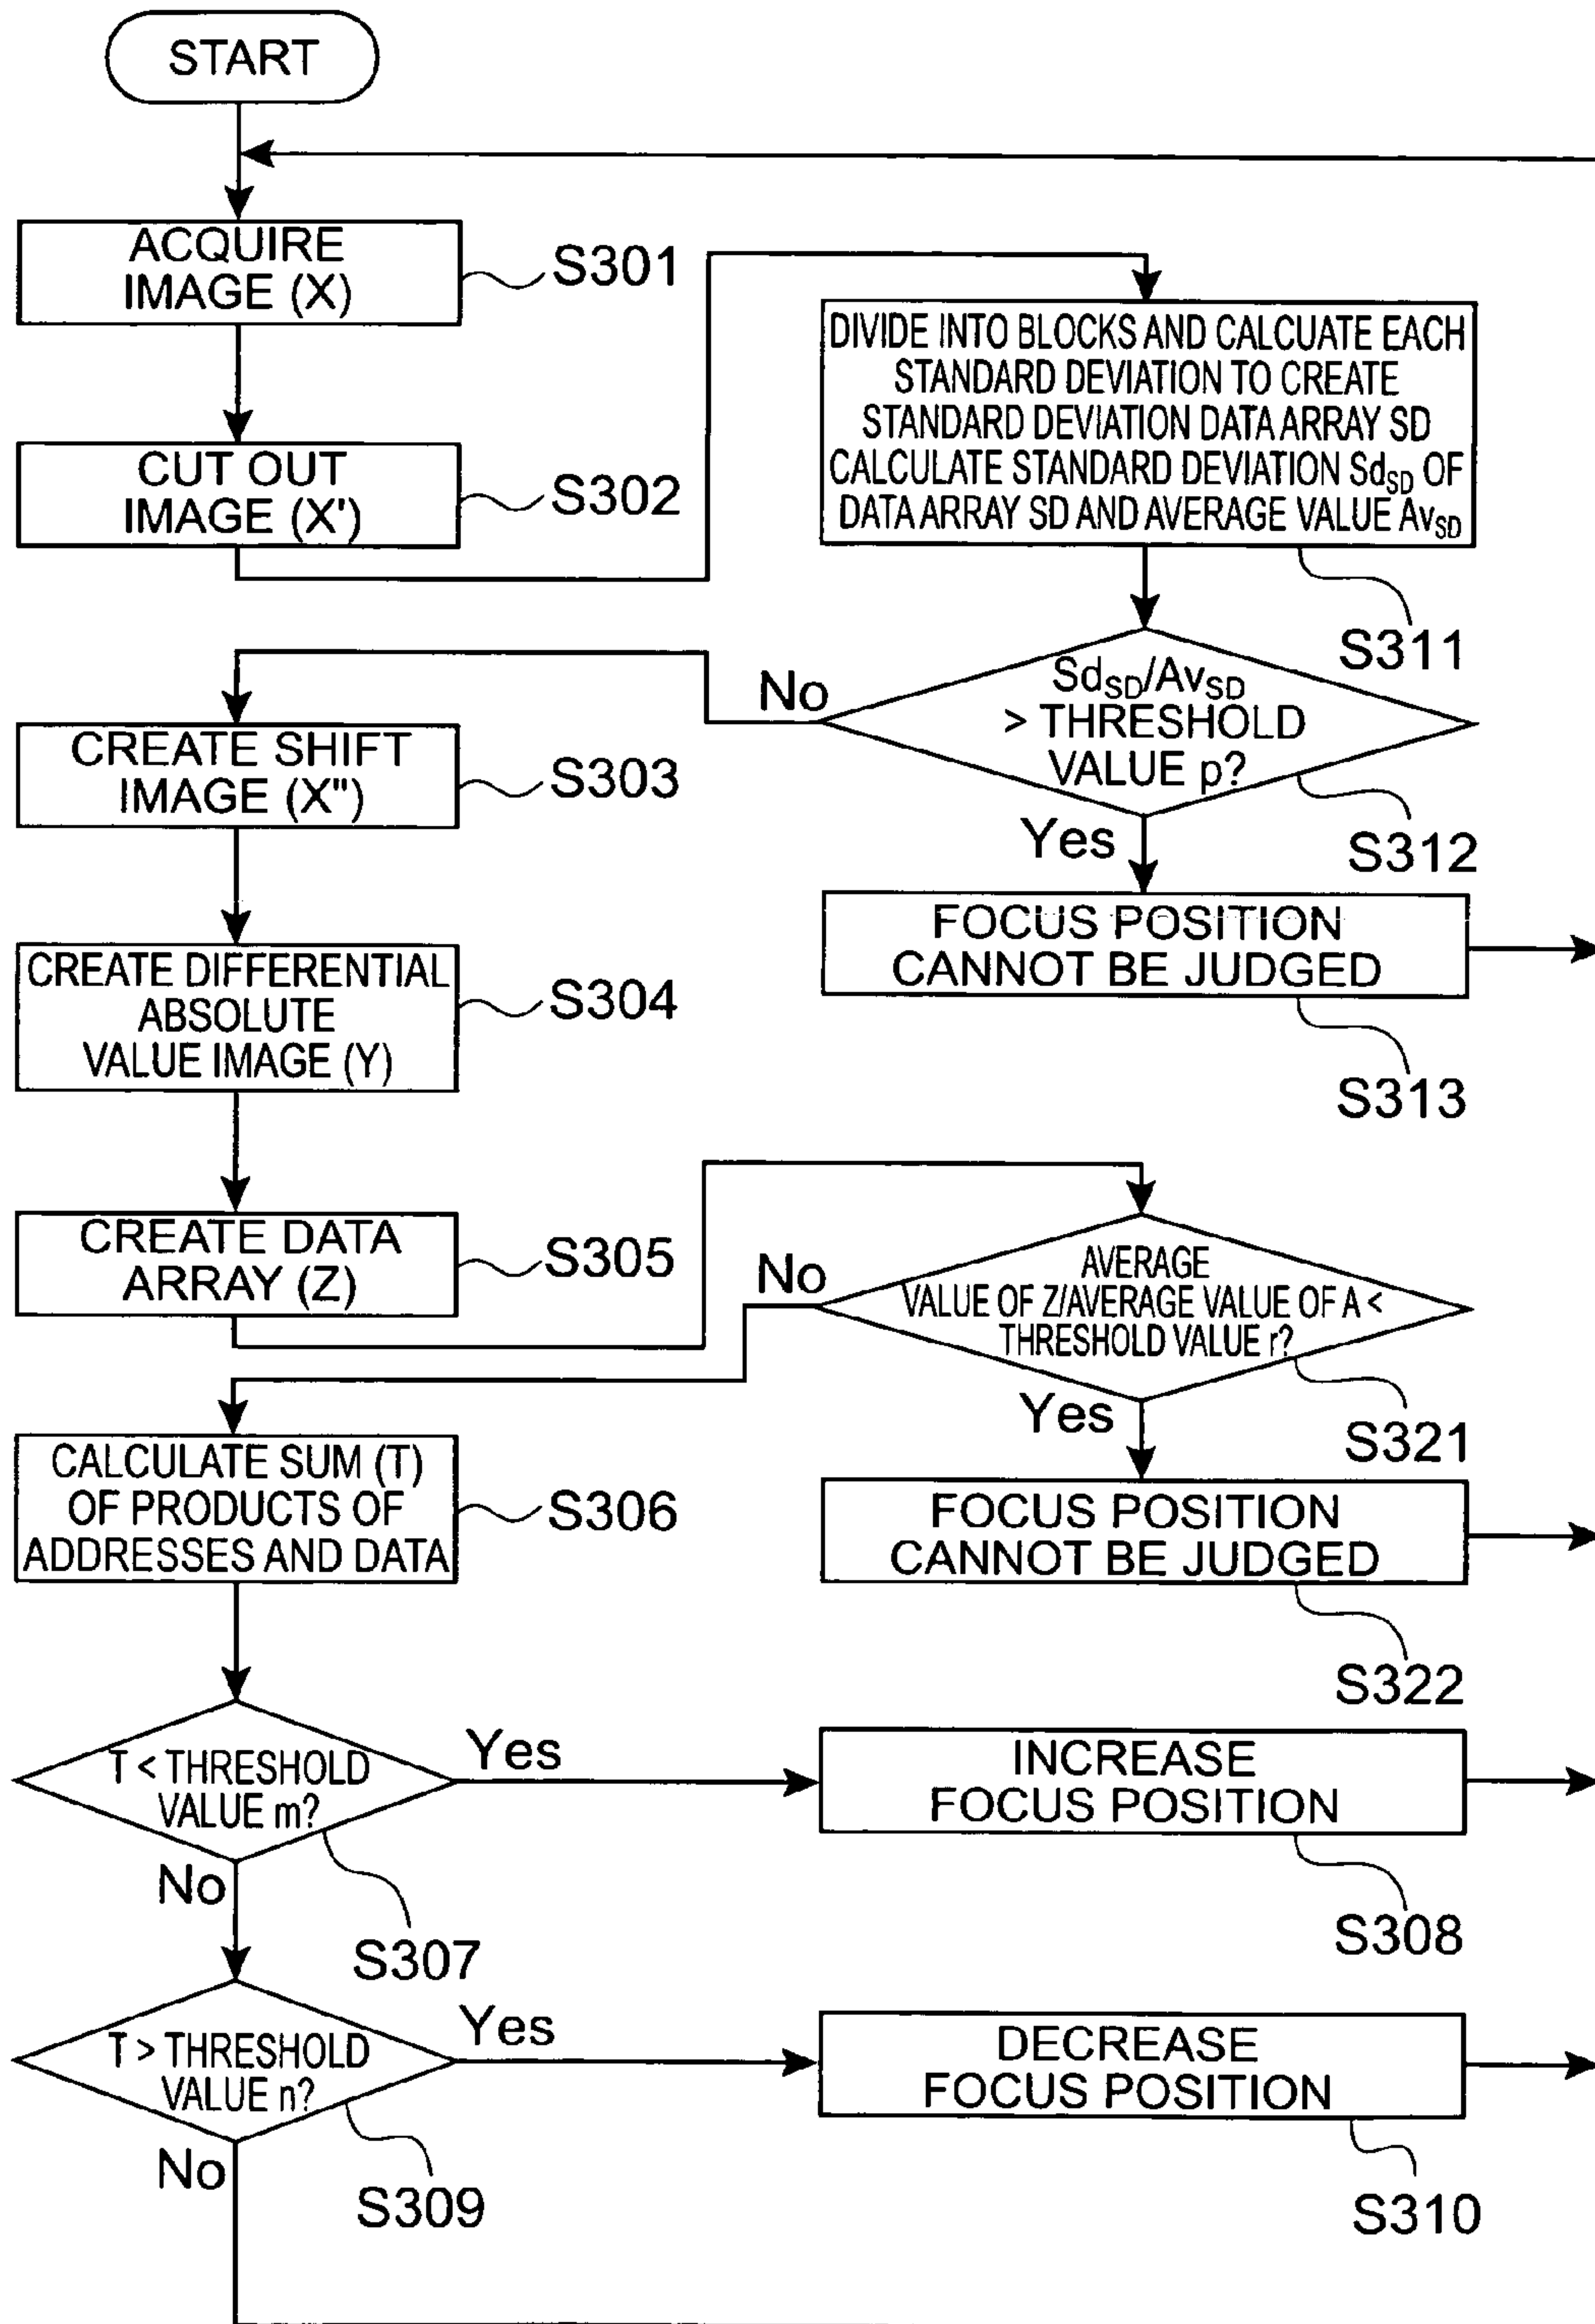 START
ACQUIRE
IMAGE (X)
S301
CUT OUT
IMAGE (X')
S302
DIVIDE INTO BLOCKS AND CALCUATE EACH
STANDARD DEVIATION TO CREATE
STANDARD DEVIATION DATA ARRAY SD
CALCULATE STANDARD DEVIATION SdSD OF
DATA ARRAY SD AND AVERAGE VALUE AvSD
S311
SdSD/AvSD
> THRESHOLD
VALUE p?
No
Yes
S312
CREATE SHIFT
IMAGE (X")
S303
FOCUS POSITION
CANNOT BE JUDGED
S313
CREATE DIFFERENTIAL
ABSOLUTE
VALUE IMAGE (Y)
S304
CREATE DATA
ARRAY (Z)
S305
AVERAGE
VALUE OF Z/AVERAGE VALUE OF A <
THRESHOLD VALUE r?
No
Yes
S321
CALCULATE SUM (T)
OF PRODUCTS OF
ADDRESSES AND DATA
S306
FOCUS POSITION
CANNOT BE JUDGED
S322
T < THRESHOLD
VALUE m?
Yes
No
S307
INCREASE
FOCUS POSITION
S308
T > THRESHOLD
VALUE n?
Yes
No
S309
DECREASE
FOCUS POSITION
S310